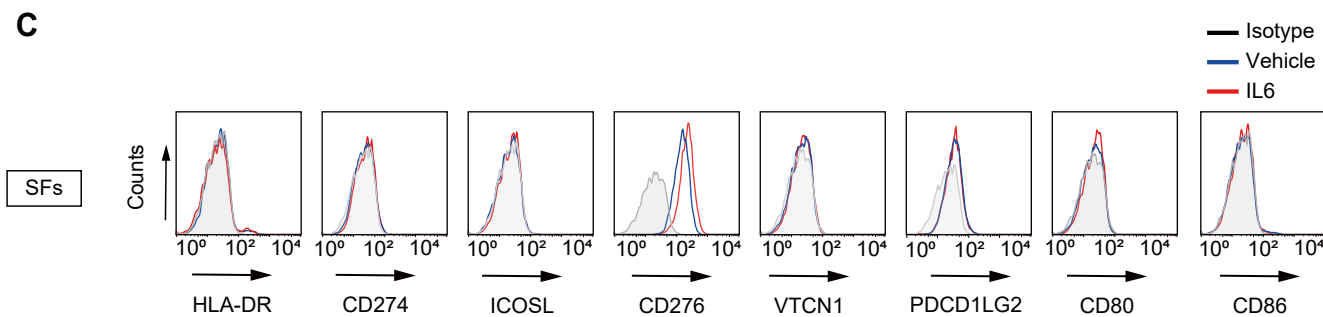 C
Isotype
Vehicle
IL6
SFs
Counts
10⁰ 10² 10⁴ 10⁰ 10² 10⁴ 10⁰ 10² 10⁴ 10⁰ 10² 10⁴ 10⁰ 10² 10⁴ 10⁰ 10² 10⁴ 10⁰ 10² 10⁴ 10⁰ 10² 10⁴
HLA-DR CD274 ICOSL CD276 VTCN1 PDCD1LG2 CD80 CD86